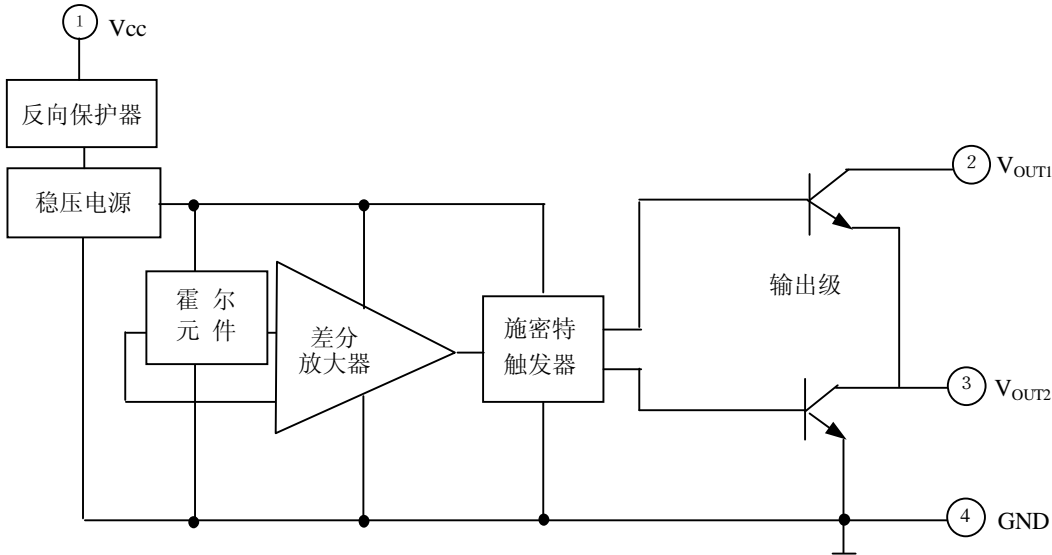 1 Vcc
反向保护器
稳压电源
霍 尔
元 件
差分
放大器
施密特
触发器
输出级
2 VOUT1
3 VOUT2
4 GND